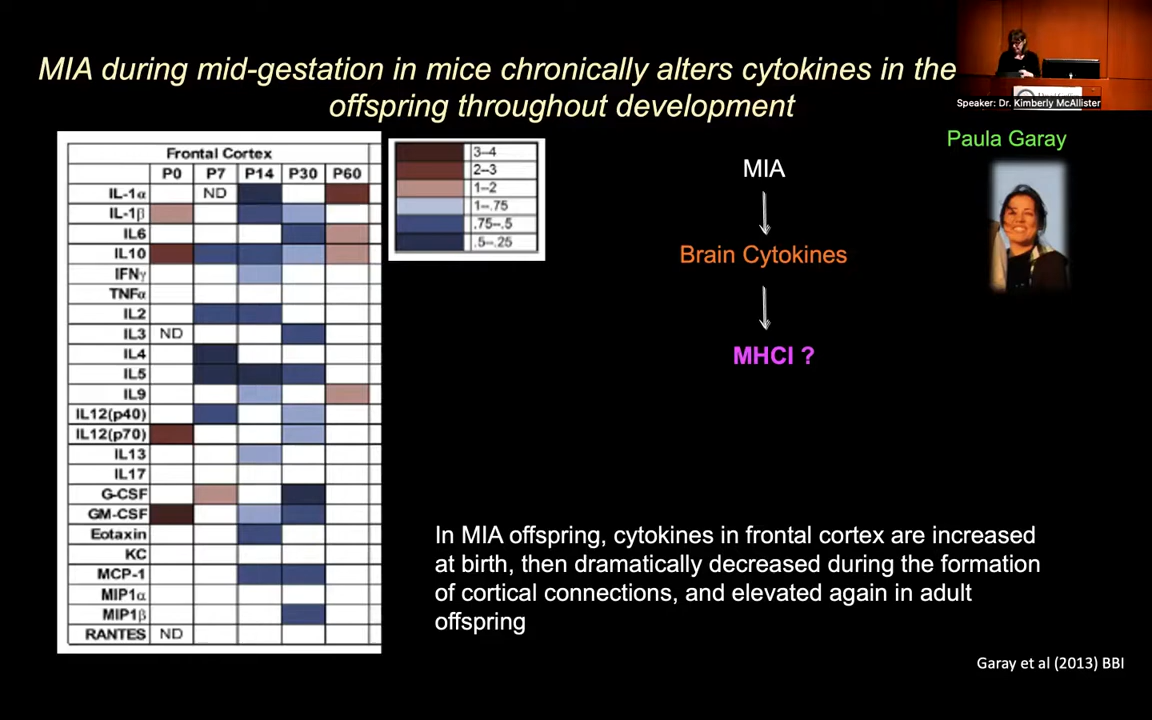 MIA during mid-gestation in mice chronically alters cytokines in the
offspring throughout development
Speaker: Dr. Kimberly McAllister
Paula Garay
Frontal Cortex
P0 P7 P14 P30 P60
IL-1α ND
IL-1β
IL6
IL10
IFNγ
TNFα
IL2
IL3 ND
IL4
IL5
IL9
IL12(p40)
IL12(p70)
IL13
IL17
G-CSF
GM-CSF
Eotaxin
KC
MCP-1
MIP1α
MIP1β
RANTES ND
3–4
2–3
1–2
1–.75
.75–.5
.5–.25
MIA
Brain Cytokines
MHCI ?
In MIA offspring, cytokines in frontal cortex are increased
at birth, then dramatically decreased during the formation
of cortical connections, and elevated again in adult
offspring
Garay et al (2013) BBI